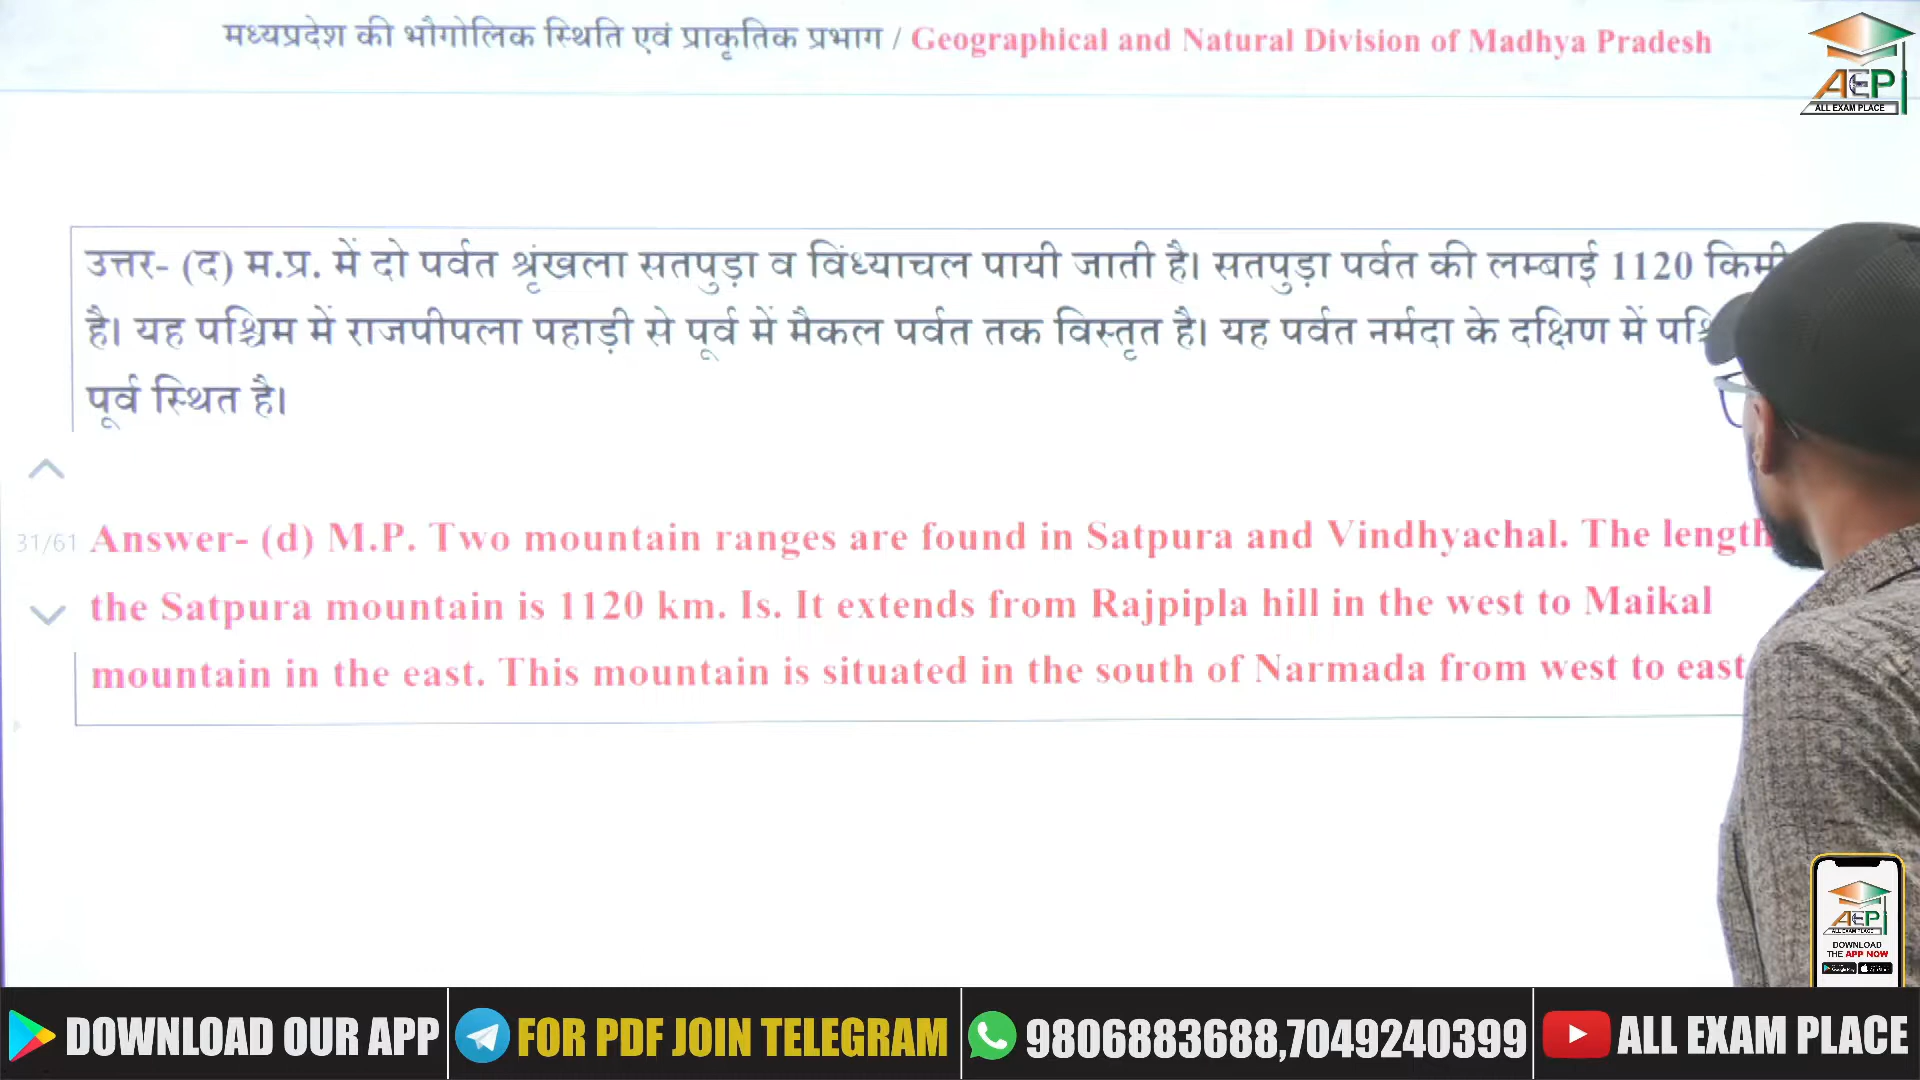 मध्यप्रदेश की भौगोलिक स्थिति एवं प्राकृतिक प्रभाग / Geographical and Natural Division of Madhya Pradesh
AEP
ALL EXAM PLACE
उत्तर- (द) म.प्र. में दो पर्वत श्रृंखला सतपुड़ा व विंध्याचल पायी जाती है। सतपुड़ा पर्वत की लम्बाई 1120 किमी
है। यह पश्चिम में राजपीपला पहाड़ी से पूर्व में मैकल पर्वत तक विस्तृत है। यह पर्वत नर्मदा के दक्षिण में
पूर्व स्थित है।
31/61
Answer- (d) M.P. Two mountain ranges are found in Satpura and Vindhyachal. The length
the Satpura mountain is 1120 km. Is. It extends from Rajpipla hill in the west to Maikal
mountain in the east. This mountain is situated in the south of Narmada from west to east
AEP
ALL EXAM PLACE
DOWNLOAD
THE APP NOW
DOWNLOAD OUR APP
FOR PDF JOIN TELEGRAM
9806883688,7049240399
ALL EXAM PLACE